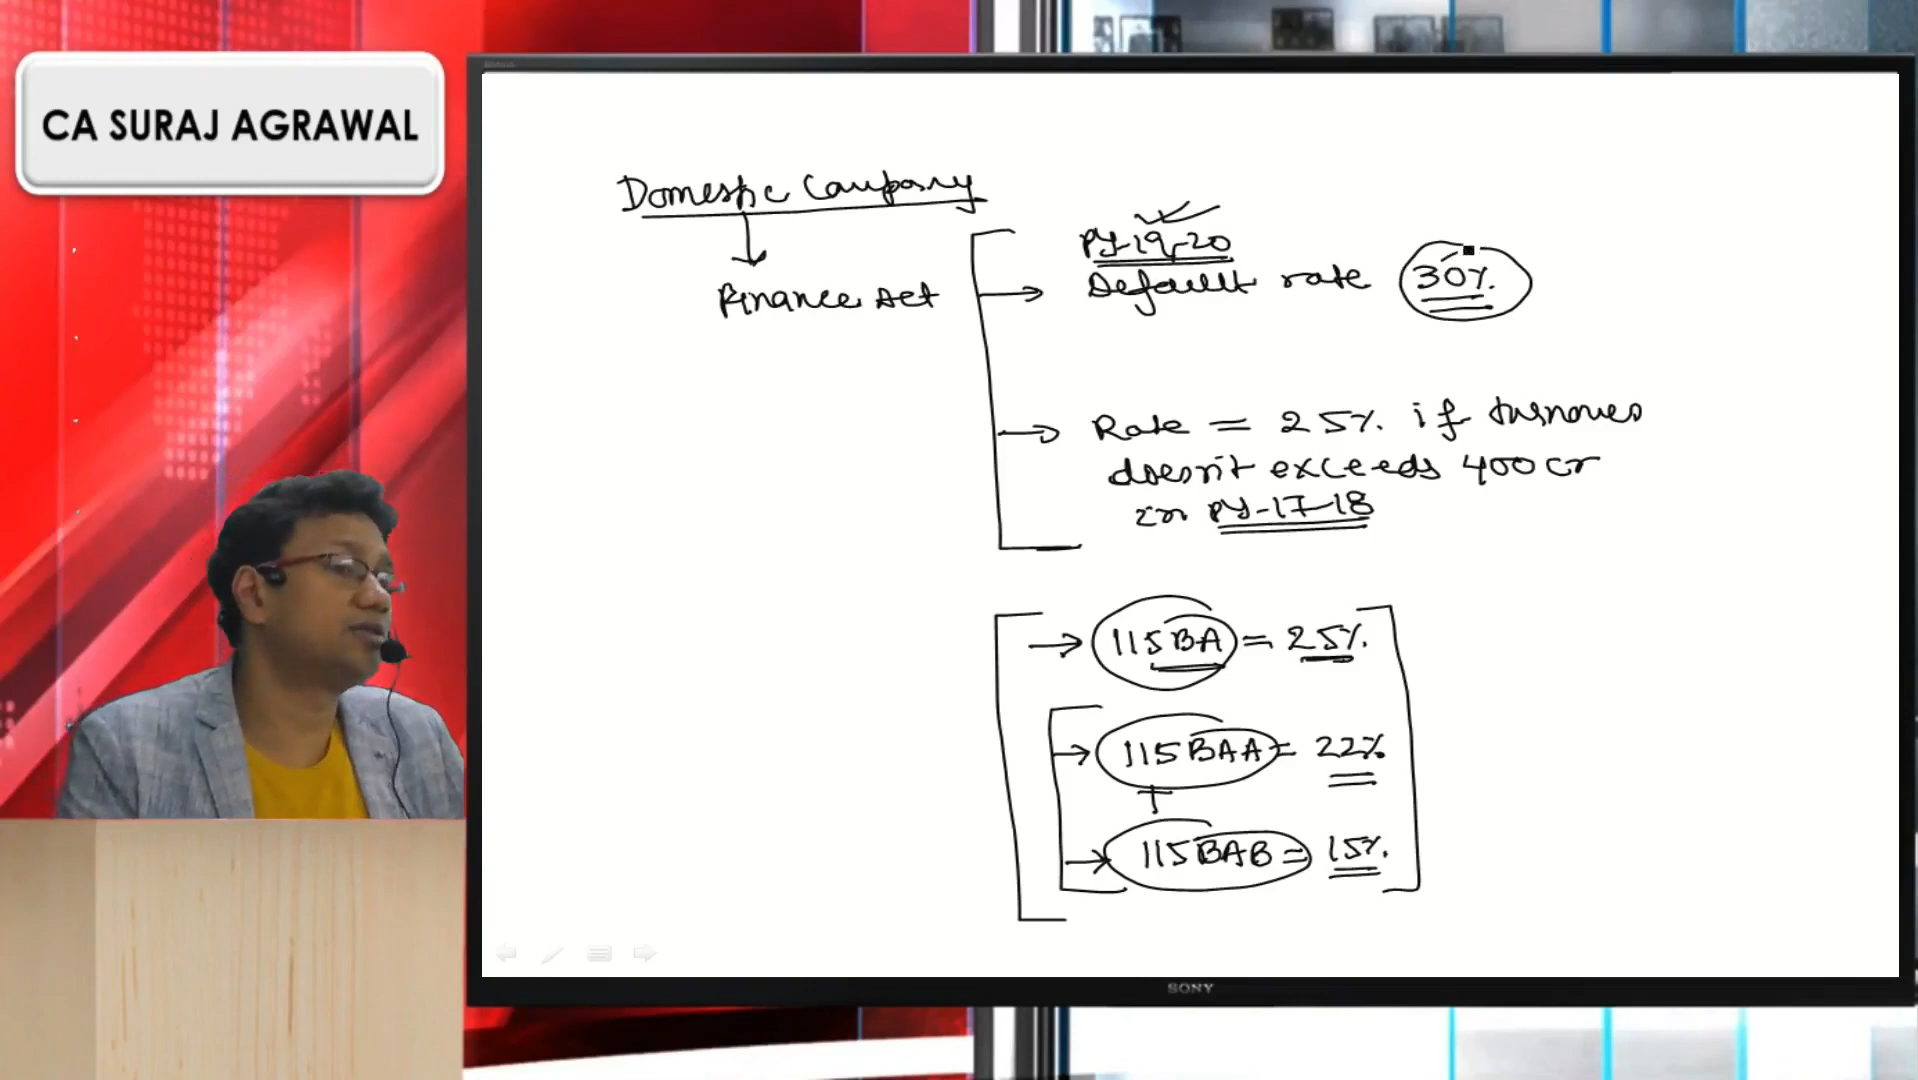 CA SURAJ AGRAWAL
Domestic Company
Finance Act
PY-19-20
Default rate 30%.
Rate = 25%. if turnover
doesn't exceeds 400 cr
in PY-17-18
115BA = 25%.
115BAA = 22%
115BAB = 15%.
SONY